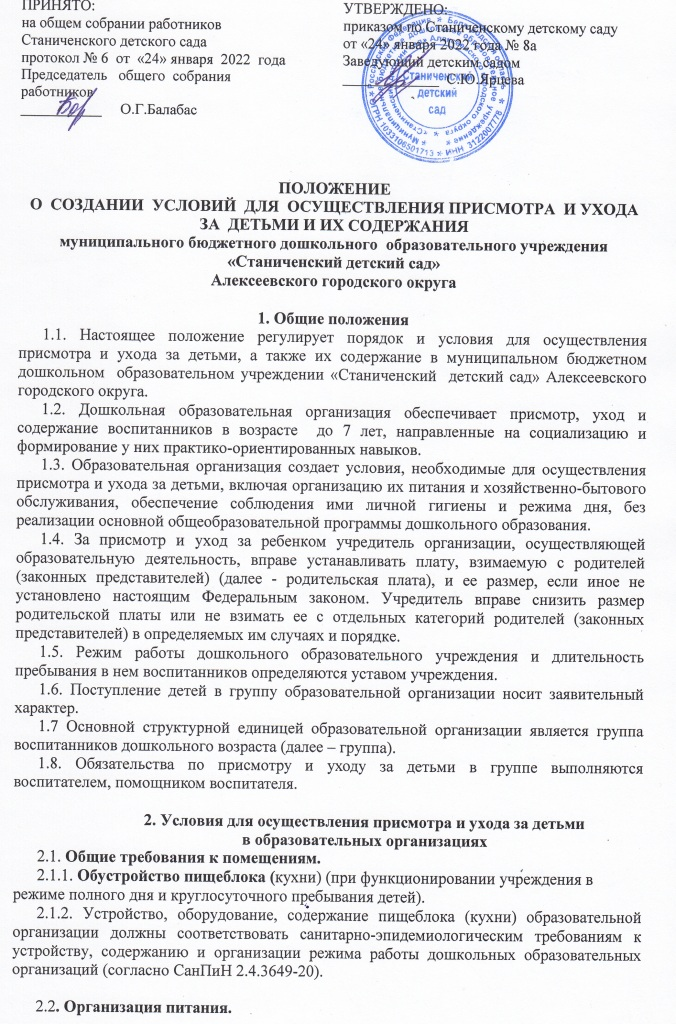 ПРИНЯТО:
на общем собрании работников
Станиченского детского сада
протокол № 6 от «24» января 2022 года
Председатель общего собрания
работников
О.Г.Балабас
УТВЕРЖДЕНО:
приказом по Станиченскому детскому саду
от «24» января 2022 года № 8а
Заведующий детским садом
С.Ю.Ярцева
Станиченский
детский
сад
ИНН 3122007778
ПОЛОЖЕНИЕ
О СОЗДАНИИ УСЛОВИЙ ДЛЯ ОСУЩЕСТВЛЕНИЯ ПРИСМОТРА И УХОДА
ЗА ДЕТЬМИ И ИХ СОДЕРЖАНИЯ
муниципального бюджетного дошкольного образовательного учреждения
«Станиченский детский сад»
Алексеевского городского округа
1. Общие положения
1.1. Настоящее положение регулирует порядок и условия для осуществления
присмотра и ухода за детьми, а также их содержание в муниципальном бюджетном
дошкольном образовательном учреждении «Станиченский детский сад» Алексеевского
городского округа.
1.2. Дошкольная образовательная организация обеспечивает присмотр, уход и
содержание воспитанников в возрасте до 7 лет, направленные на социализацию и
формирование у них практико-ориентированных навыков.
1.3. Образовательная организация создает условия, необходимые для осуществления
присмотра и ухода за детьми, включая организацию их питания и хозяйственно-бытового
обслуживания, обеспечение соблюдения ими личной гигиены и режима дня, без
реализации основной общеобразовательной программы дошкольного образования.
1.4. За присмотр и уход за ребенком учредитель организации, осуществляющей
образовательную деятельность, вправе устанавливать плату, взимаемую с родителей
(законных представителей) (далее - родительская плата), и ее размер, если иное не
установлено настоящим Федеральным законом. Учредитель вправе снизить размер
родительской платы или не взимать ее с отдельных категорий родителей (законных
представителей) в определяемых им случаях и порядке.
1.5. Режим работы дошкольного образовательного учреждения и длительность
пребывания в нем воспитанников определяются уставом учреждения.
1.6. Поступление детей в группу образовательной организации носит заявительный
характер.
1.7 Основной структурной единицей образовательной организации является группа
воспитанников дошкольного возраста (далее – группа).
1.8. Обязательства по присмотру и уходу за детьми в группе выполняются
воспитателем, помощником воспитателя.
2. Условия для осуществления присмотра и ухода за детьми
в образовательных организациях
2.1. Общие требования к помещениям.
2.1.1. Обустройство пищеблока (кухни) (при функционировании учреждения в
режиме полного дня и круглосуточного пребывания детей).
2.1.2. Устройство, оборудование, содержание пищеблока (кухни) образовательной
организации должны соответствовать санитарно-эпидемиологическим требованиям к
устройству, содержанию и организации режима работы дошкольных образовательных
организаций (согласно СанПиН 2.4.3649-20).
2.2. Организация питания.